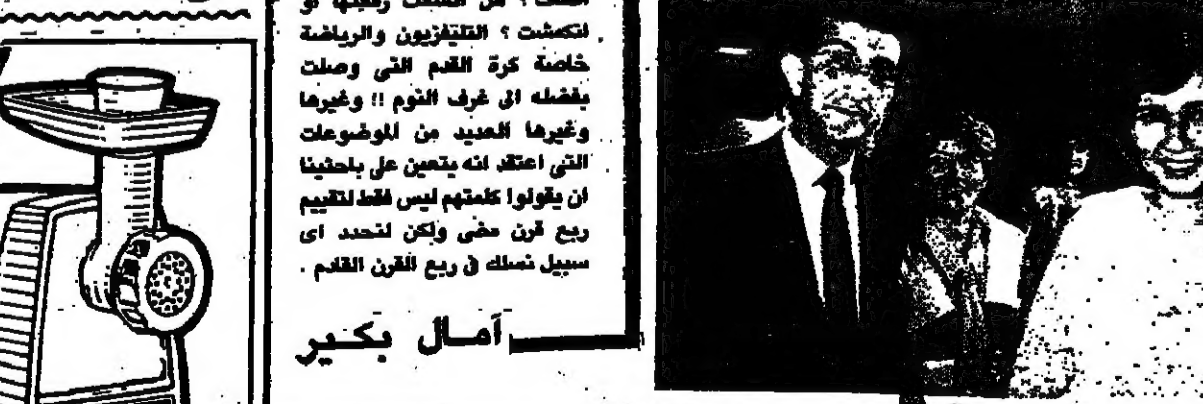 لتكمشت ؟ التليفزيون والرياضة
خاصة كرة القدم التى وصلت
بفضله الى غرف النوم !! وغيرها
وغيرها العديد من الموضوعات
التى اعتقد انه يتعين على باحثينا
ان يقولوا كلمتهم ليس فقط لتقييم
ربع قرن مضى ولكن لتحدد اى
سبيل نسلك فى ربع القرن القادم .
آمال بكير